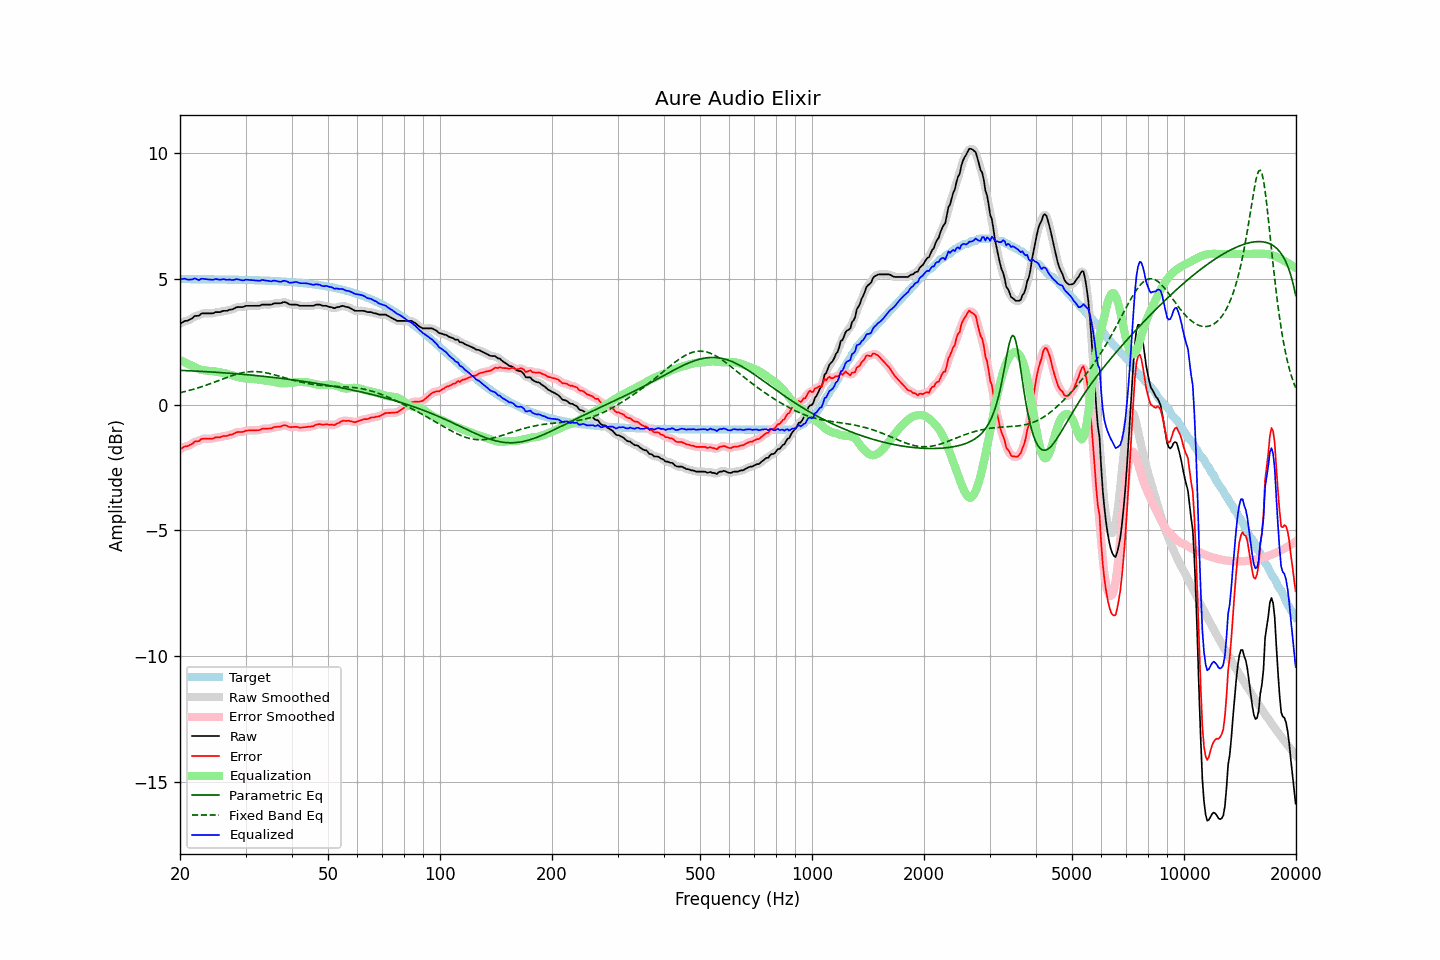 Aure Audio Elixir
Amplitude (dBr)
10
5
0
−5
−10
−15
Target
Raw Smoothed
Error Smoothed
Raw
Error
Equalization
Parametric Eq
Fixed Band Eq
Equalized
20 50 100 200 500 1000 2000 5000 10000 20000
Frequency (Hz)